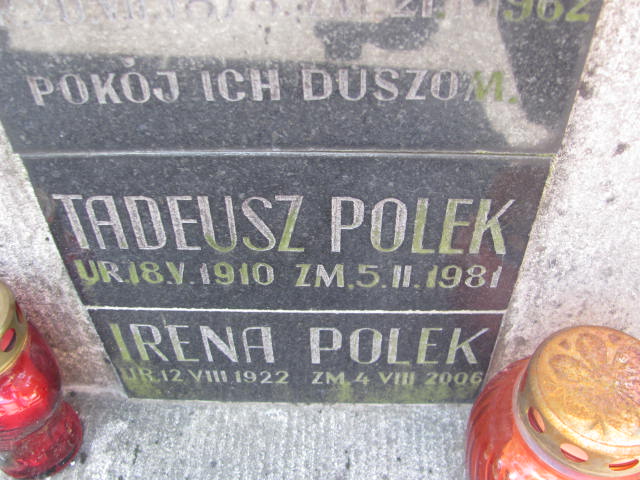 1962
POKÓJ ICH DUSZOM.
TADEUSZ POLEK
UR.18.V.1910 ZM.5.II.1981
IRENA POLEK
UR.12 VIII 1922 ZM.4 VIII 2006